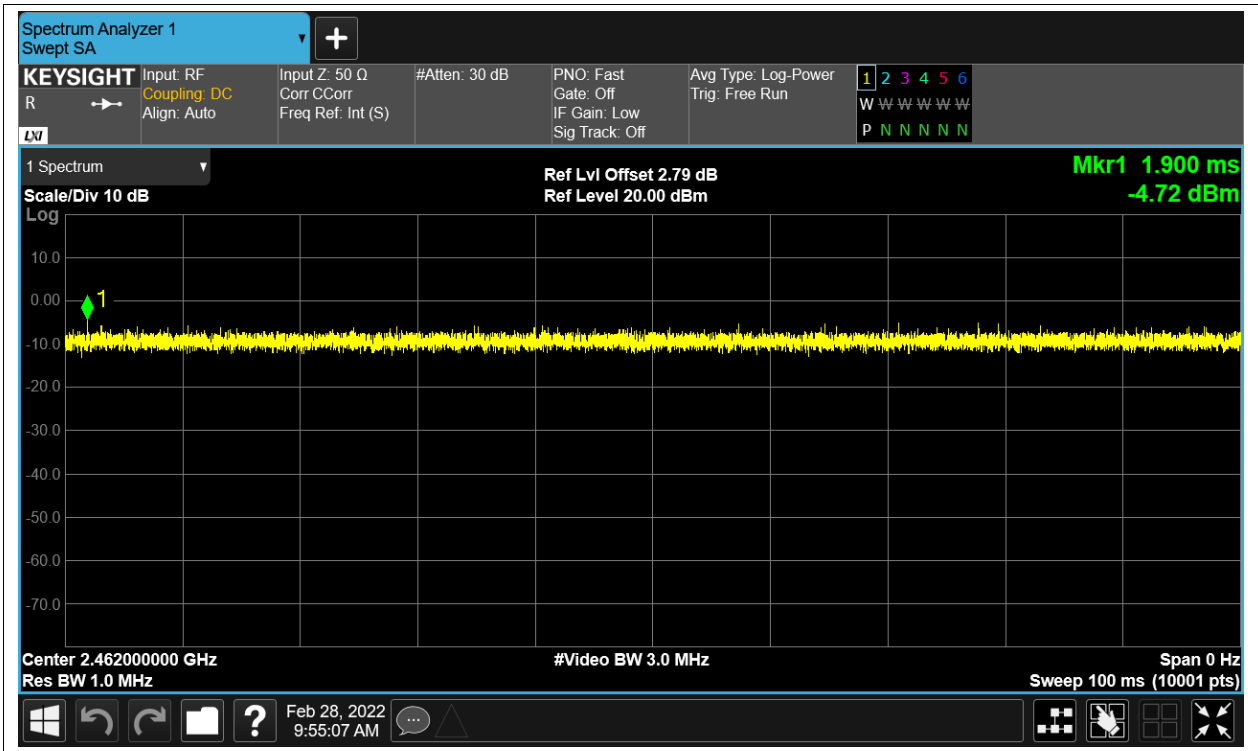 Spectrum Analyzer 1
Swept SA
+
KEYSIGHT
R
LXI
Input: RF
Coupling: DC
Align: Auto
Input Z: 50 Ω
Corr CCorr
Freq Ref: Int (S)
#Atten: 30 dB
PNO: Fast
Gate: Off
IF Gain: Low
Sig Track: Off
Avg Type: Log-Power
Trig: Free Run
1 2 3 4 5 6
W W W W W W
P N N N N N
1 Spectrum
Scale/Div 10 dB
Log
Ref Lvl Offset 2.79 dB
Ref Level 20.00 dBm
Mkr1 1.900 ms
-4.72 dBm
10.0
0.00
1
-10.0
-20.0
-30.0
-40.0
-50.0
-60.0
-70.0
Center 2.462000000 GHz
#Video BW 3.0 MHz
Span 0 Hz
Res BW 1.0 MHz
Sweep 100 ms (10001 pts)
?
Feb 28, 2022
9:55:07 AM